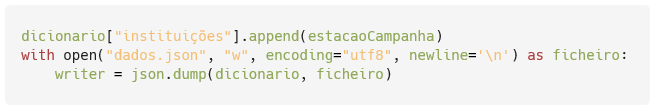 dicionario["instituições"].append(estacaoCampanha)
with open("dados.json", "w", encoding="utf8", newline='\n') as ficheiro:
    writer = json.dump(dicionario, ficheiro)